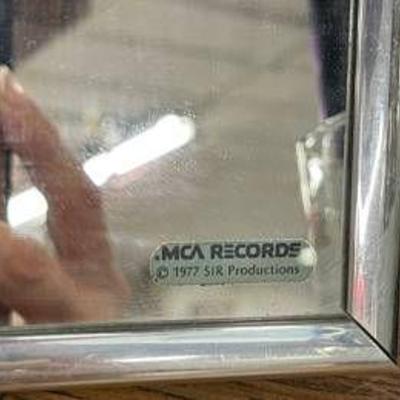 MCA RECORDS
© 1977 SIR Productions